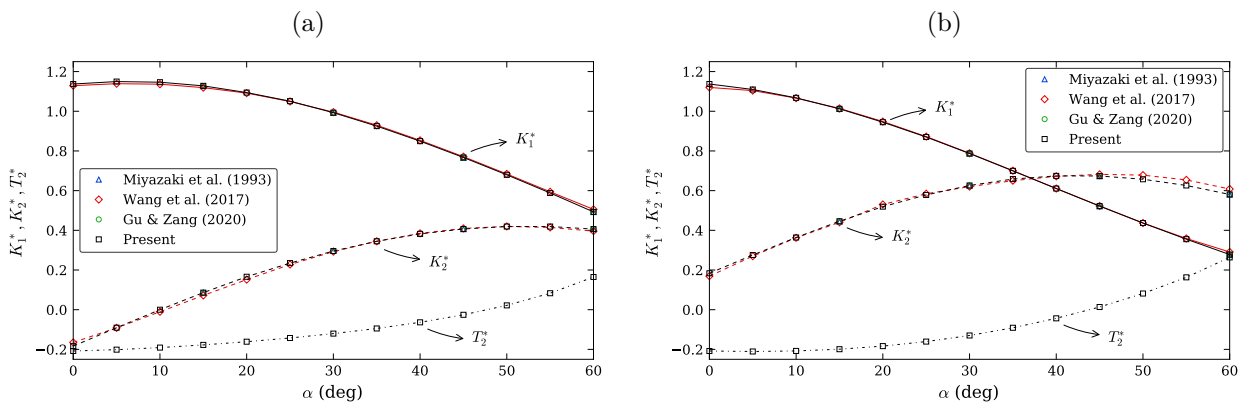 (a)
1.2
1.0
0.8
0.6
0.4
0.2
0.0
−0.2
0
10
20
30
40
50
60
K₁*, K₂*, T₂*
α (deg)
K₁*
Miyazaki et al. (1993)
Wang et al. (2017)
Gu & Zang (2020)
Present
K₂*
T₂*
(b)
1.2
1.0
0.8
0.6
0.4
0.2
0.0
−0.2
0
10
20
30
40
50
60
K₁*, K₂*, T₂*
α (deg)
Miyazaki et al. (1993)
Wang et al. (2017)
Gu & Zang (2020)
Present
K₁*
K₂*
T₂*